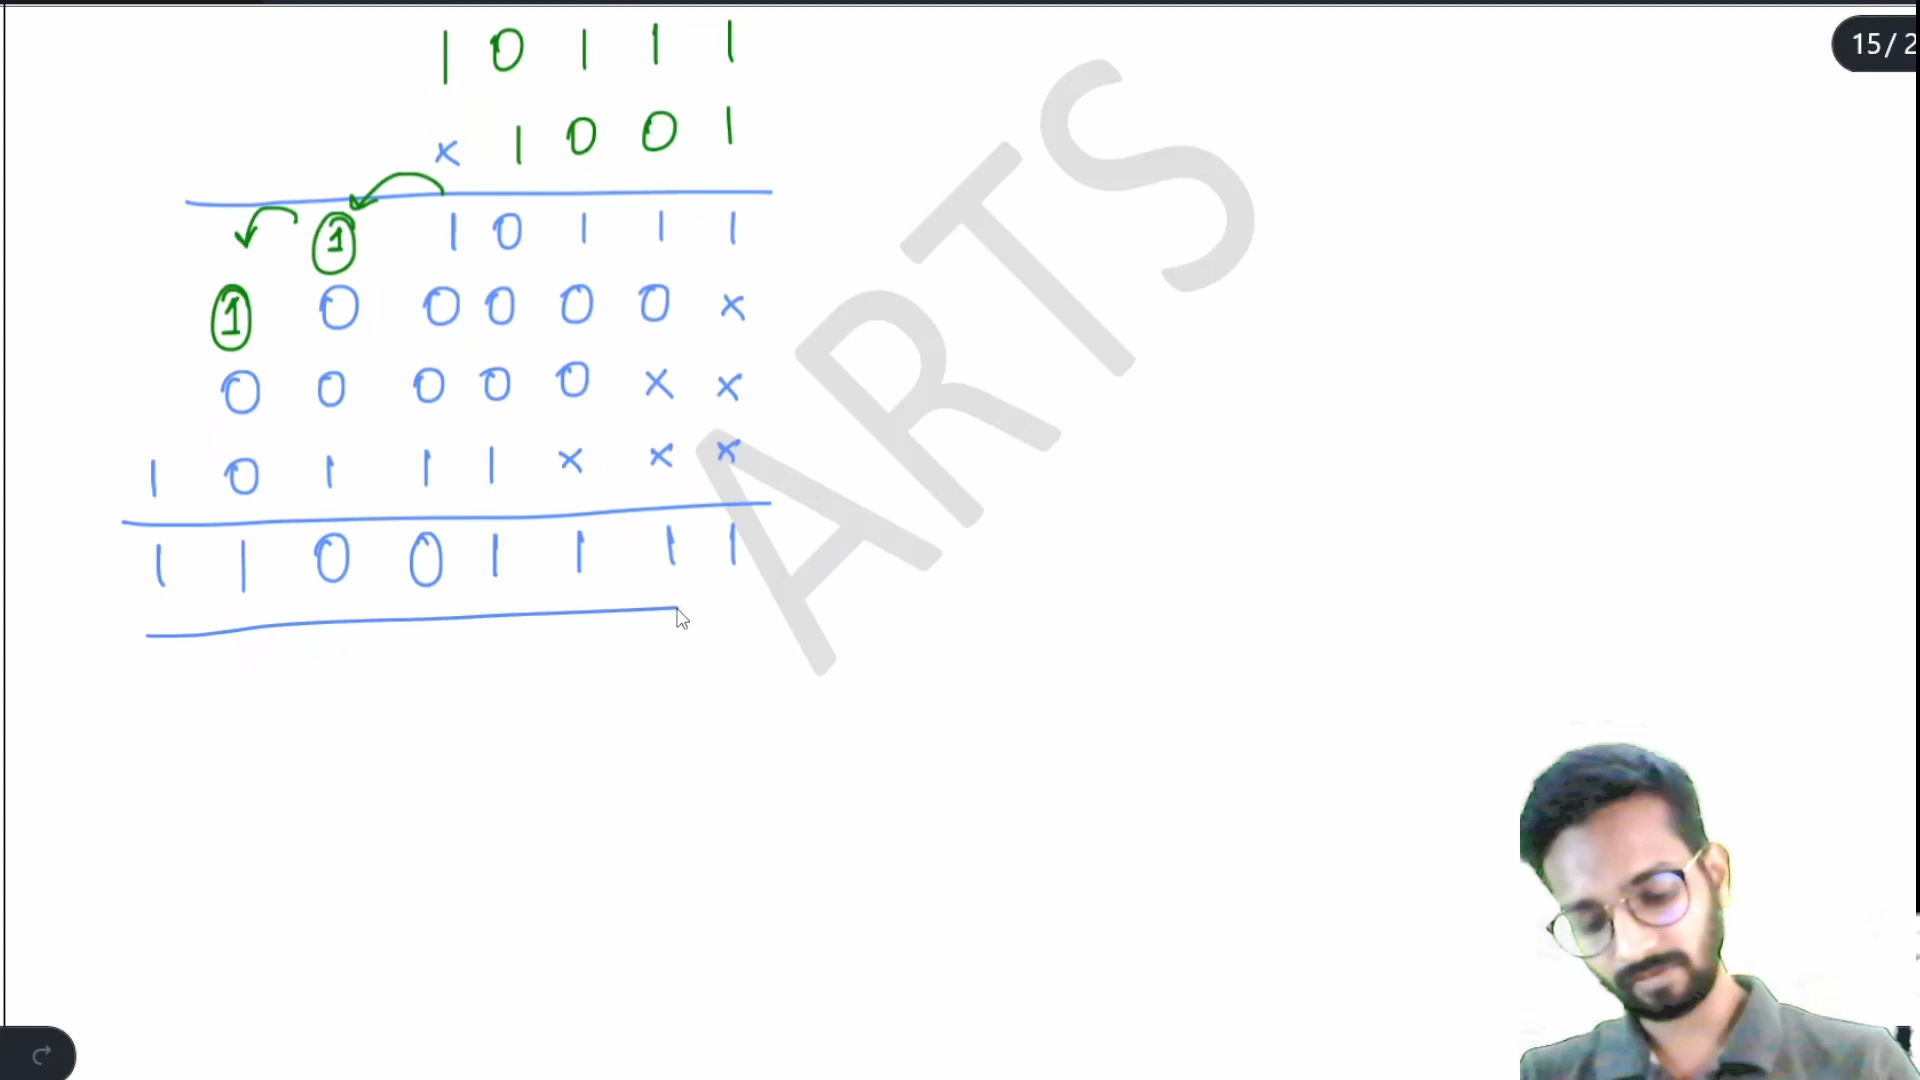 15/ 2
1 0 1 1 1
x 1 0 0 1
1 1 0 1 1 1
1 0 0 0 0 0 x
0 0 0 0 0 x x
1 0 1 1 1 x x x
1 1 0 0 1 1 1 1
ARTS